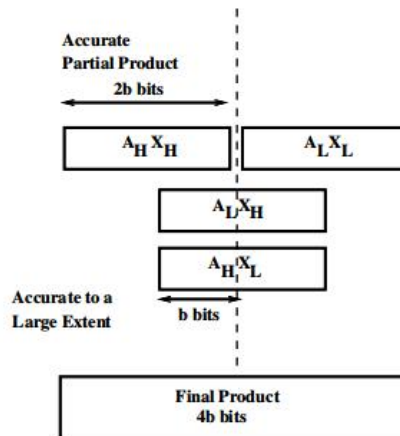 Accurate
Partial Product
2b bits
A_H X_H
A_L X_L
A_L X_H
A_H X_L
Accurate to a
Large Extent
b bits
Final Product
4b bits